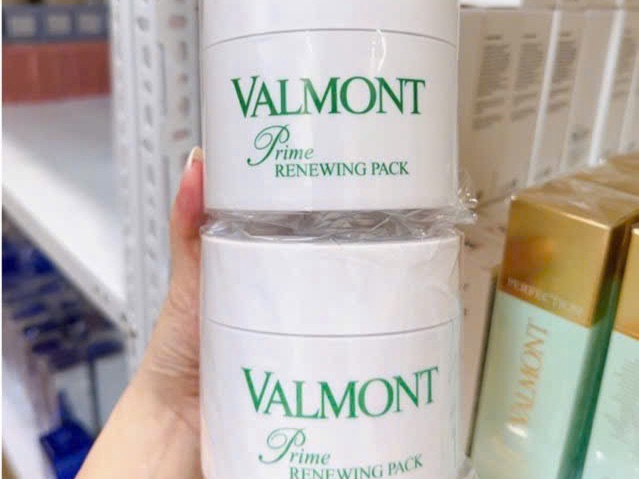 VALMONT
Prime
RENEWING PACK
VALMONT
Prime
RENEWING PACK
PERFECTION
VALMONT